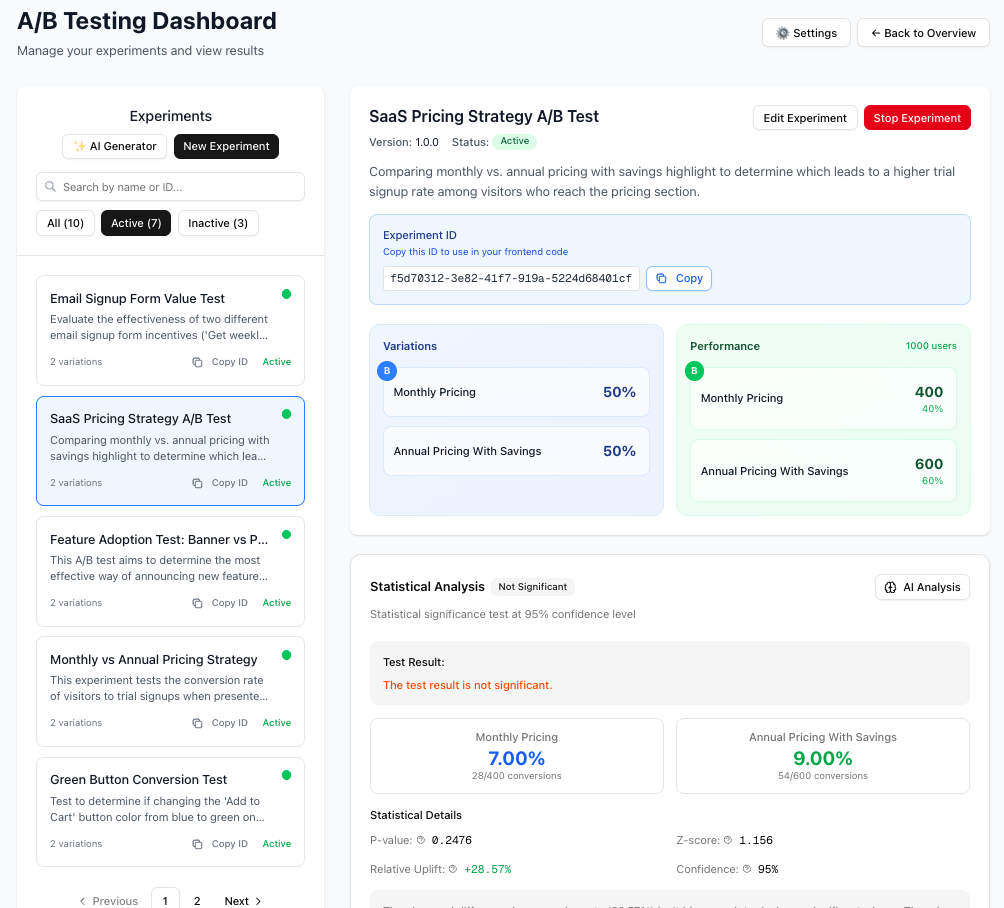 A/B Testing Dashboard
Manage your experiments and view results
Settings
← Back to Overview
Experiments
✨ AI Generator
New Experiment
Search by name or ID...
All (10)
Active (7)
Inactive (3)
Email Signup Form Value Test
Evaluate the effectiveness of two different
email signup form incentives ('Get weekl...
2 variations
Copy ID
Active
SaaS Pricing Strategy A/B Test
Comparing monthly vs. annual pricing with
savings highlight to determine which lea...
2 variations
Copy ID
Active
Feature Adoption Test: Banner vs P...
This A/B test aims to determine the most
effective way of announcing new feature...
2 variations
Copy ID
Active
Monthly vs Annual Pricing Strategy
This experiment tests the conversion rate
of visitors to trial signups when presente...
2 variations
Copy ID
Active
Green Button Conversion Test
Test to determine if changing the 'Add to
Cart' button color from blue to green on...
2 variations
Copy ID
Active
Previous
1
2
Next
SaaS Pricing Strategy A/B Test
Edit Experiment
Stop Experiment
Version: 1.0.0 Status: Active
Comparing monthly vs. annual pricing with savings highlight to determine which leads to a higher trial
signup rate among visitors who reach the pricing section.
Experiment ID
Copy this ID to use in your frontend code
f5d70312-3e82-41f7-919a-5224d68401cf
Copy
Variations
B
Monthly Pricing
50%
Annual Pricing With Savings
50%
Performance
1000 users
B
Monthly Pricing
400
40%
Annual Pricing With Savings
600
60%
Statistical Analysis
Not Significant
AI Analysis
Statistical significance test at 95% confidence level
Test Result:
The test result is not significant.
Monthly Pricing
7.00%
28/400 conversions
Annual Pricing With Savings
9.00%
54/600 conversions
Statistical Details
P-value: 0.2476
Z-score: 1.156
Relative Uplift: +28.57%
Confidence: 95%